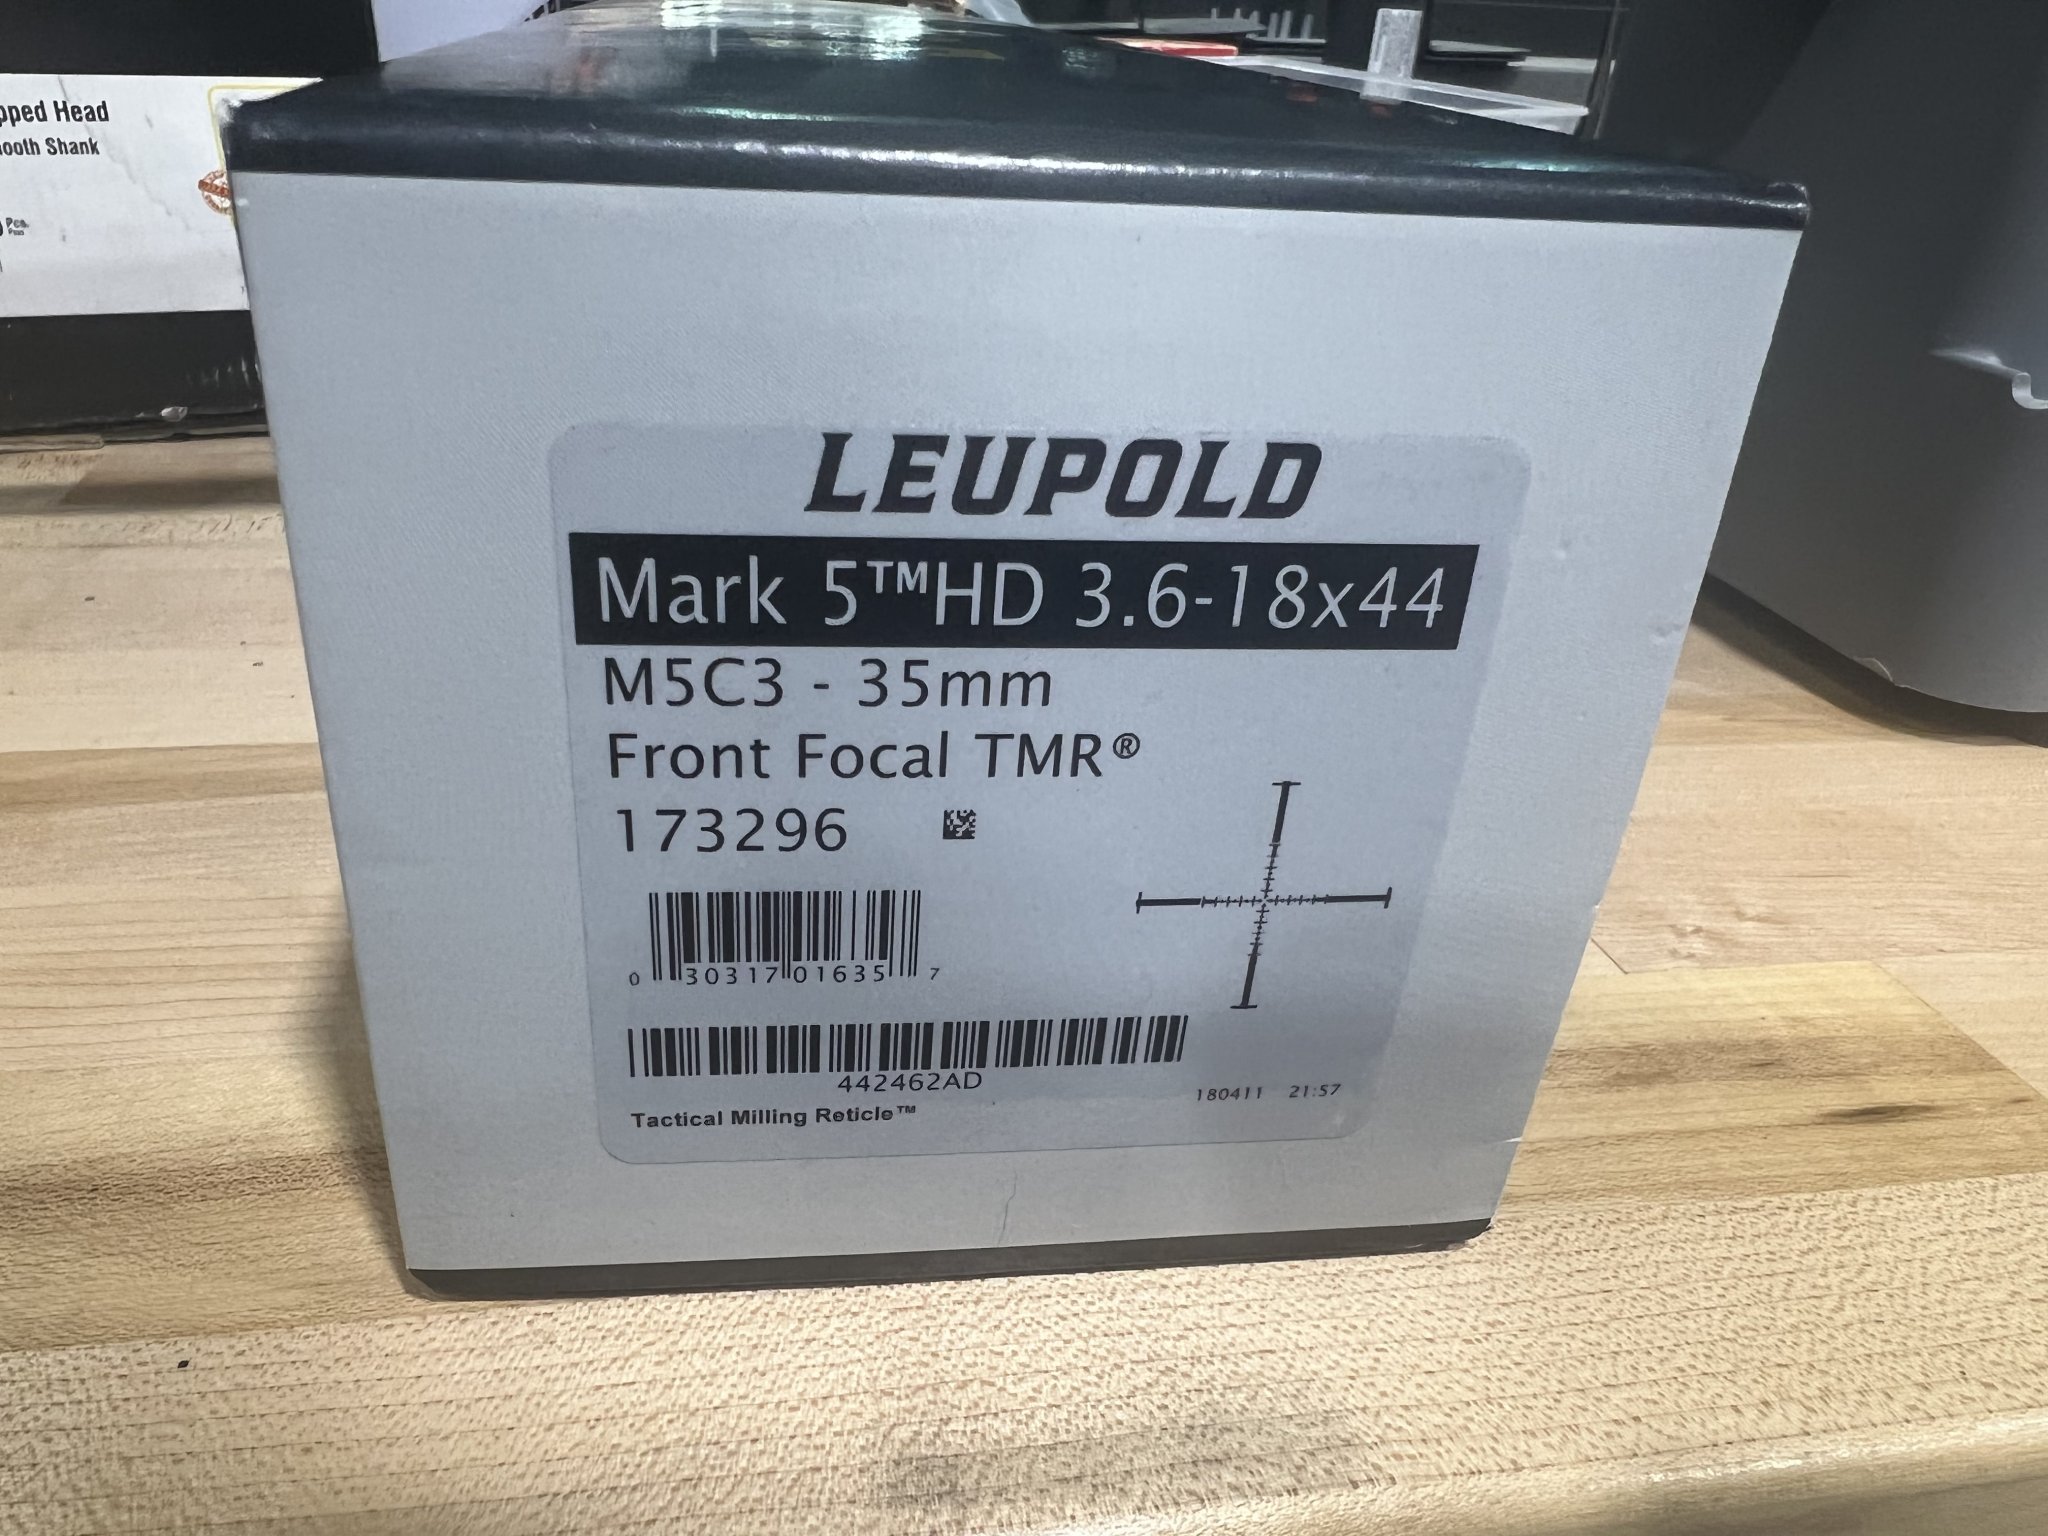 pped Head
ooth Shank
Pcs.
LEUPOLD
Mark 5™HD 3.6-18x44
M5C3 - 35mm
Front Focal TMR®
173296
0 30317 01635 7
442462AD
180411 21:57
Tactical Milling Reticle™